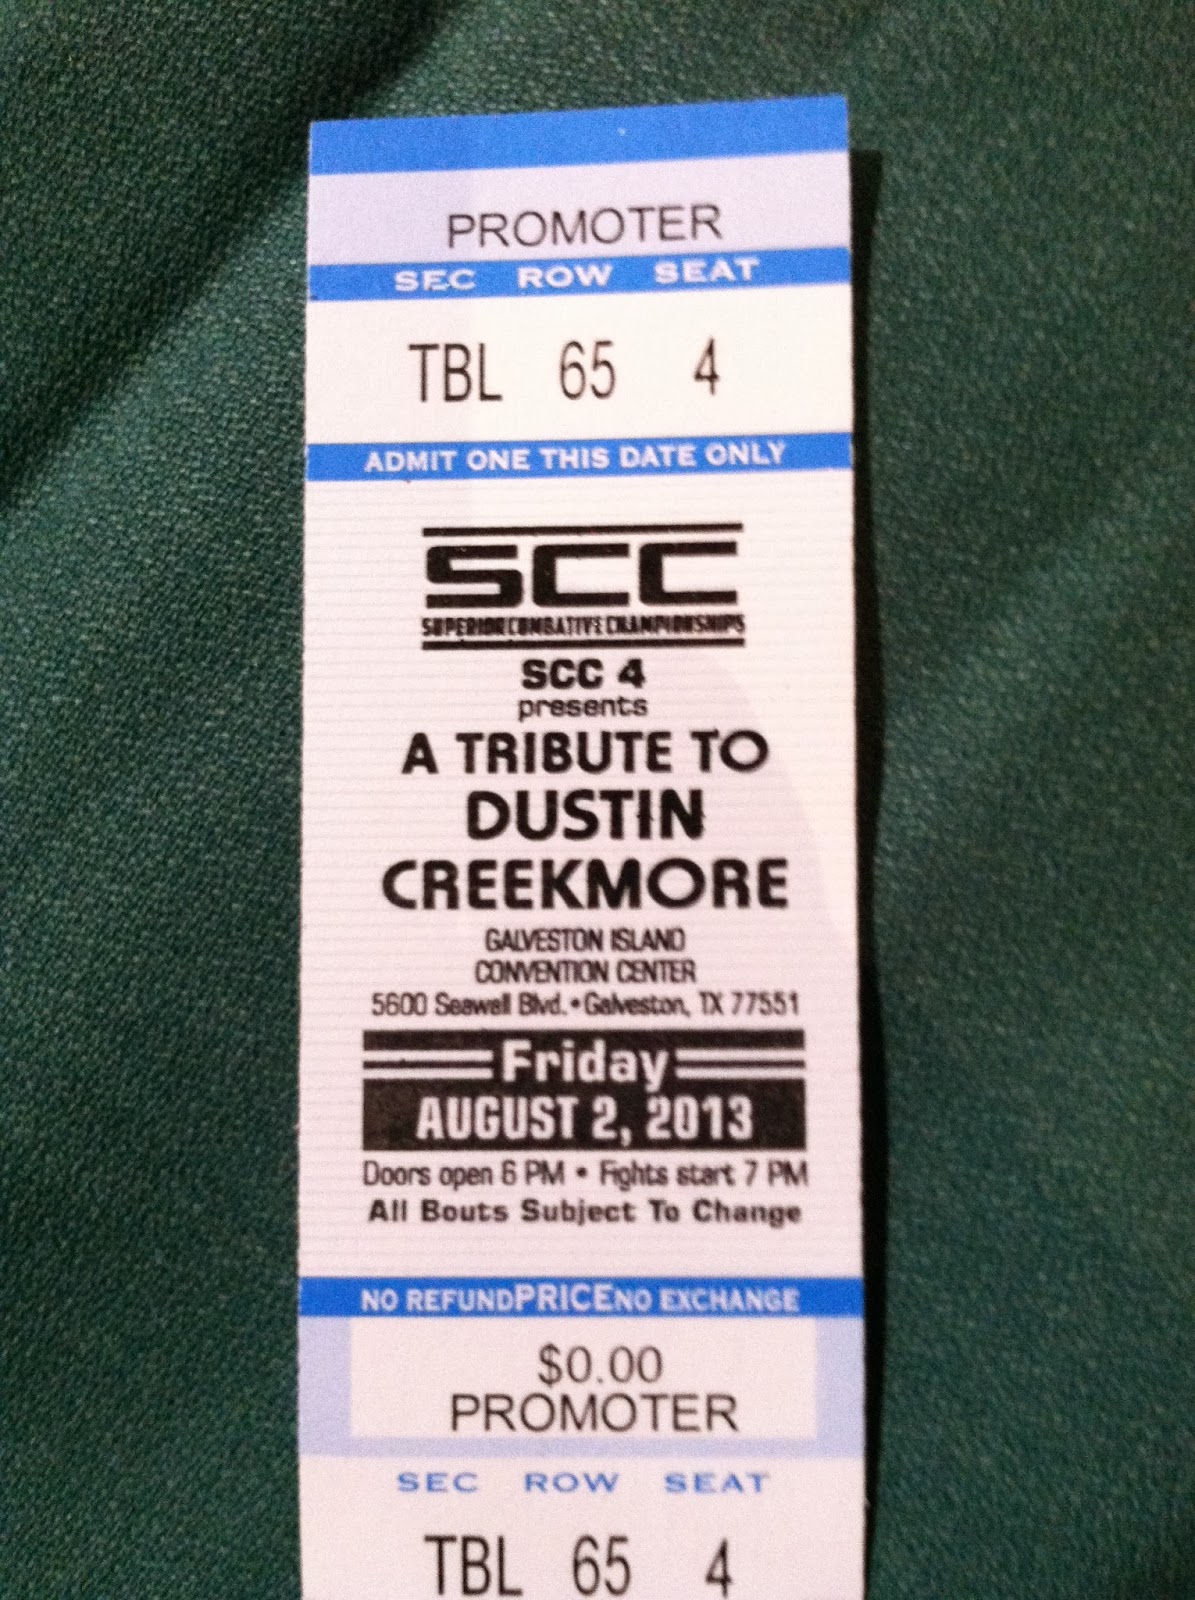 PROMOTER
SEC ROW SEAT
TBL 65 4
ADMIT ONE THIS DATE ONLY
SCC
SUPERIOR COMBATIVE CHAMPIONSHIPS
SCC 4
presents
A TRIBUTE TO
DUSTIN
CREEKMORE
GALVESTON ISLAND
CONVENTION CENTER
5600 Seawall Blvd. • Galveston, TX 77551
Friday
AUGUST 2, 2013
Doors open 6 PM • Fights start 7 PM
All Bouts Subject To Change
NO REFUND PRICE NO EXCHANGE
$0.00
PROMOTER
SEC ROW SEAT
TBL 65 4